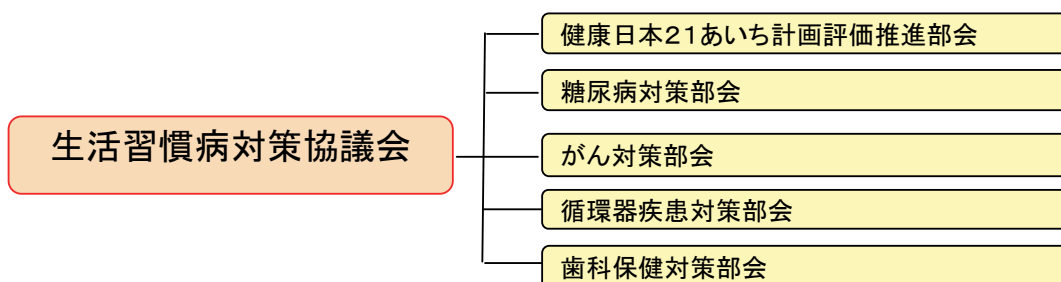 健康日本２１あいち計画評価推進部会
糖尿病対策部会
生活習慣病対策協議会
がん対策部会
循環器疾患対策部会
歯科保健対策部会